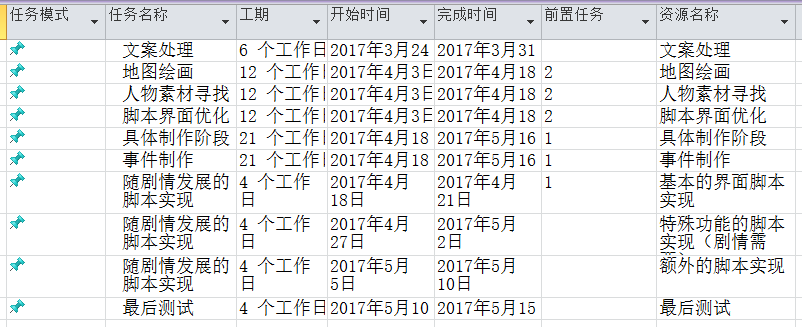 任务模式 任务名称 工期 开始时间 完成时间 前置任务 资源名称
文案处理 6 个工作日 2017年3月24 2017年3月31 文案处理
地图绘画 12 个工作 2017年4月3日 2017年4月18 2 地图绘画
人物素材寻找 12 个工作 2017年4月3日 2017年4月18 2 人物素材寻找
脚本界面优化 12 个工作 2017年4月3日 2017年4月18 2 脚本界面优化
具体制作阶段 21 个工作 2017年4月18 2017年5月16 1 具体制作阶段
事件制作 21 个工作 2017年4月18 2017年5月16 1 事件制作
随剧情发展的 4 个工作 2017年4月 2017年4月 1 基本的界面脚本
脚本实现 日 18日 21日 实现
随剧情发展的 4 个工作 2017年4月 2017年5月 特殊功能的脚本
脚本实现 日 27日 2日 实现（剧情需
随剧情发展的 4 个工作 2017年5月 2017年5月 额外的脚本实现
脚本实现 日 5日 10日
最后测试 4 个工作日 2017年5月10 2017年5月15 最后测试